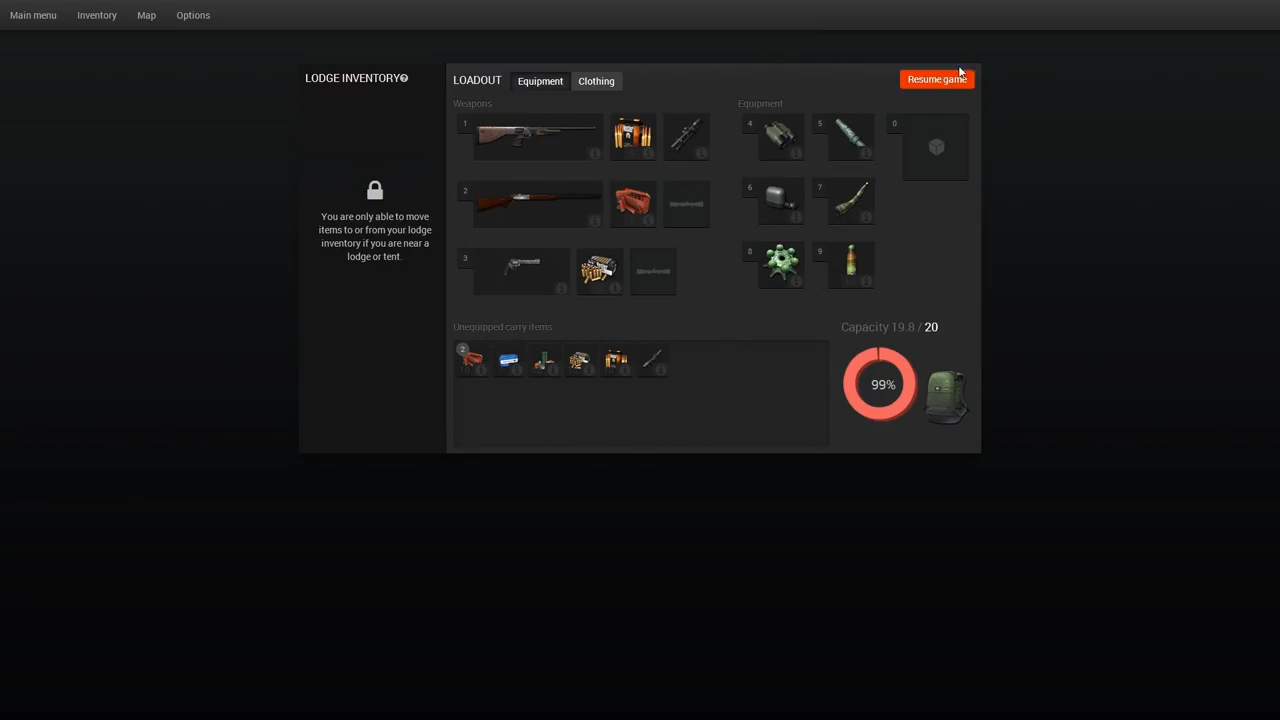 Main menu
Inventory
Map
Options
LODGE INVENTORY
You are only able to move
items to or from your lodge
inventory if you are near a
lodge or tent.
LOADOUT
Equipment
Clothing
Resume game
Weapons
Equipment
1
2
3
4
5
0
6
7
8
9
Unequipped carry items
2
Capacity 19.8 / 20
99%